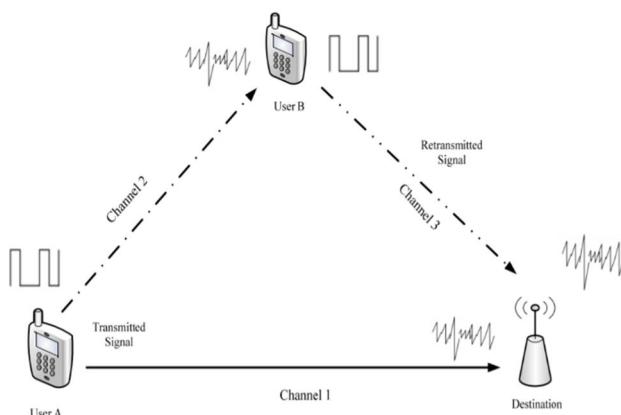 User B
Retransmitted
Signal
Channel 2
Channel 3
Transmitted
Signal
Channel 1
User A
Destination